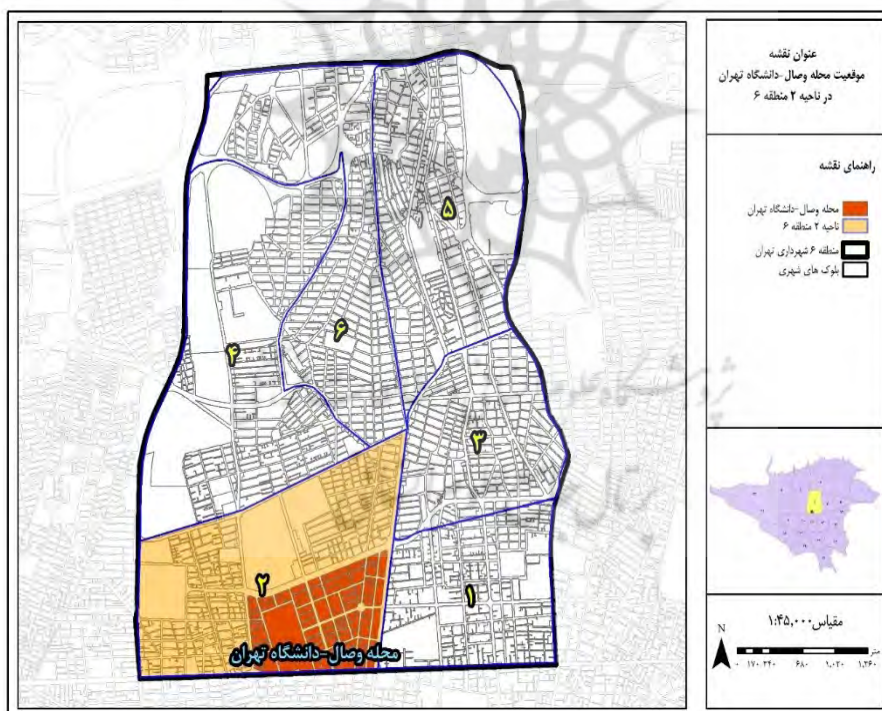 عنوان نقشه
موقعیت محله وصال-دانشگاه تهران
در ناحیه ۲ منطقه ۶
راهنمای نقشه
محله وصال-دانشگاه تهران
ناحیه ۲ منطقه ۶
منطقه ۶ شهرداری تهران
بلوک های شهری
۵
۶
۴
۳
۲
۱
محله وصال-دانشگاه تهران
مقیاس ۱:۴۵,۰۰۰
N
متر
۰ ۱۷۰ ۳۴۰ ۶۸۰ ۱,۰۲۰ ۱,۳۶۰